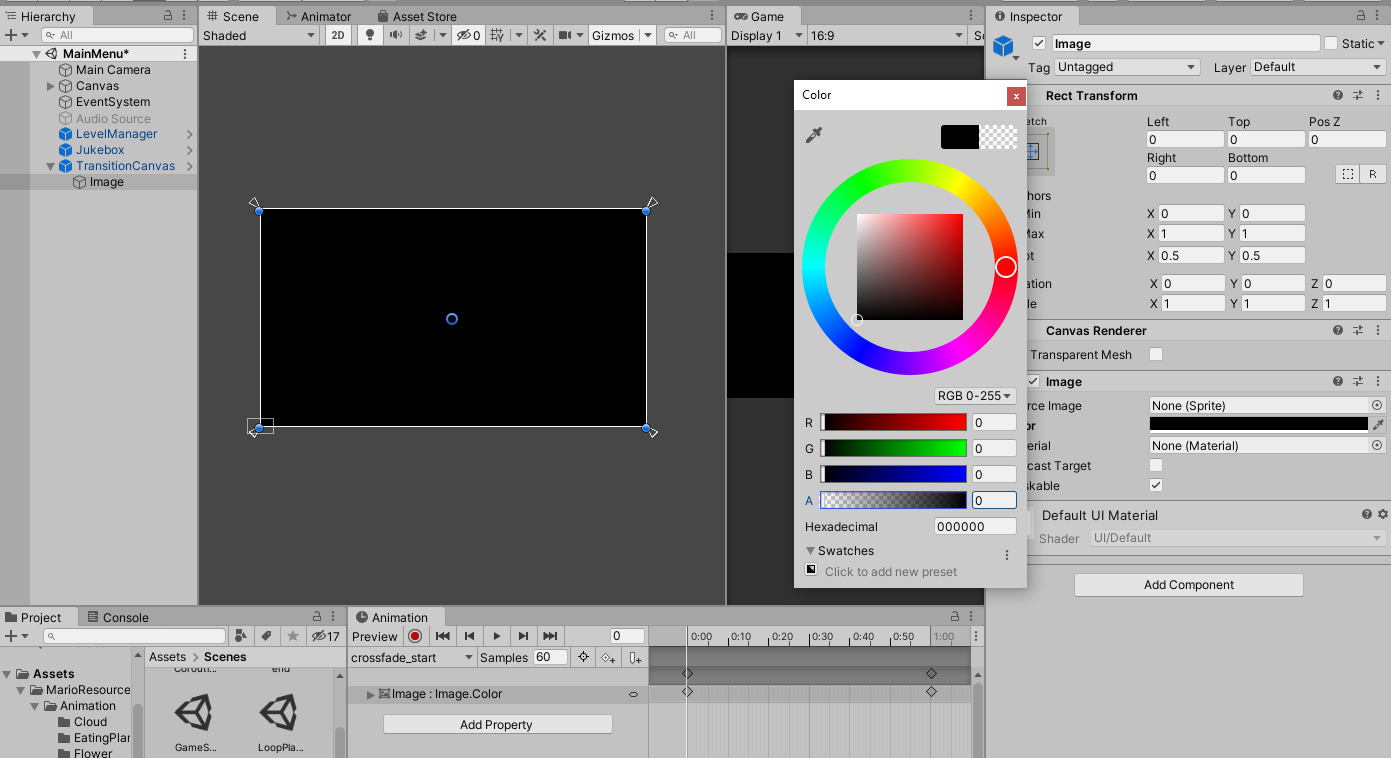 Hierarchy
All
MainMenu*
Main Camera
Canvas
EventSystem
Audio Source
LevelManager
Jukebox
TransitionCanvas
Image
Scene
Animator
Asset Store
Shaded
2D
0
Gizmos
All
Game
Display 1
16:9
Sc
Inspector
Image
Static
Tag
Untagged
Layer
Default
Rect Transform
etch
Left
Top
Pos Z
0
0
0
Right
Bottom
0
0
R
hors
Min
X 0
Y 0
Max
X 1
Y 1
ot
X 0.5
Y 0.5
ation
X 0
Y 0
Z 0
le
X 1
Y 1
Z 1
Canvas Renderer
Transparent Mesh
Image
rce Image
None (Sprite)
or
erial
None (Material)
cast Target
skable
Default UI Material
Shader
UI/Default
Add Component
Color
x
RGB 0-255
R
0
G
0
B
0
A
0
Hexadecimal
000000
Swatches
Click to add new preset
Project
Console
17
Assets
MarioResource
Animation
Cloud
EatingPlan
Flower
Assets > Scenes
end
GameS...
LoopPla...
Animation
Preview
0
0:00
0:10
0:20
0:30
0:40
0:50
1:00
crossfade_start
Samples
60
Image : Image.Color
Add Property